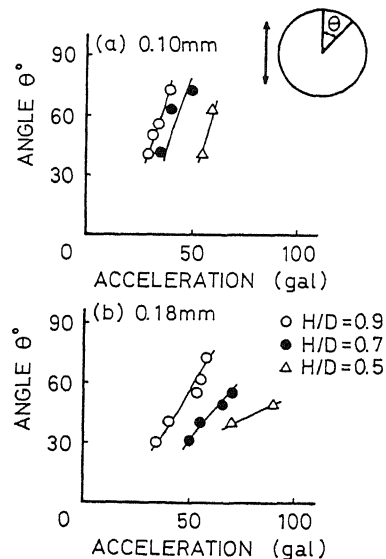 (a) 0.10mm
θ
90
60
30
0
50
100
ANGLE θ°
ACCELERATION (gal)
(b) 0.18mm
H/D=0.9
H/D=0.7
H/D=0.5
90
60
30
0
50
100
ANGLE θ°
ACCELERATION (gal)